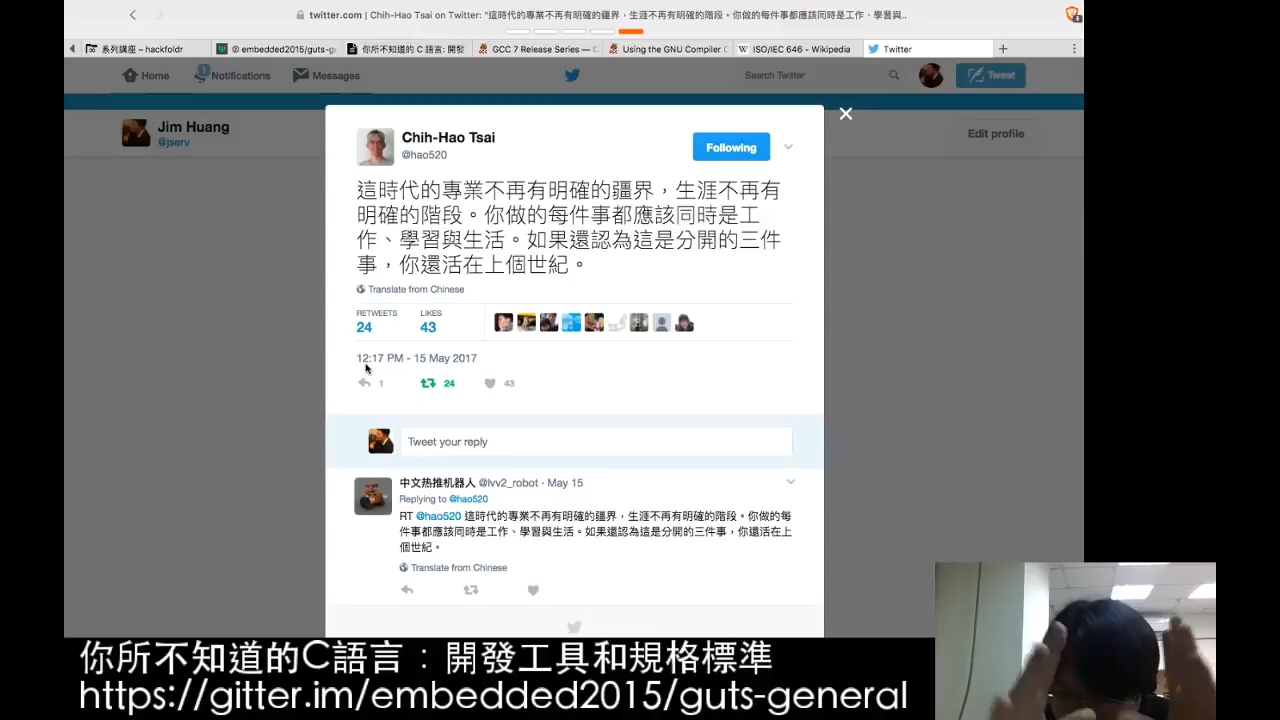 twitter.com | Chih-Hao Tsai on Twitter: "這時代的專業不再有明確的疆界，生涯不再有明確的階段。你做的每件事都應該同時是工作、學習與..
系列講座 – hackfoldr
@ embedded2015/guts-g
你所不知道的 C 語言: 開發
GCC 7 Release Series —
Using the GNU Compiler
ISO/IEC 646 - Wikipedia
Twitter
Home
Notifications
Messages
Search Twitter
Tweet
Jim Huang
@jserv
Edit profile
Chih-Hao Tsai
@hao520
Following
這時代的專業不再有明確的疆界，生涯不再有
明確的階段。你做的每件事都應該同時是工
作、學習與生活。如果還認為這是分開的三件
事，你還活在上個世紀。
Translate from Chinese
RETWEETS
24
LIKES
43
12:17 PM - 15 May 2017
1
24
43
Tweet your reply
中文热推机器人 @lvv2_robot · May 15
Replying to @hao520
RT @hao520 這時代的專業不再有明確的疆界，生涯不再有明確的階段。你做的每
件事都應該同時是工作、學習與生活。如果還認為這是分開的三件事，你還活在上
個世紀。
Translate from Chinese
你所不知道的C語言：開發工具和規格標準
https://gitter.im/embedded2015/guts-general